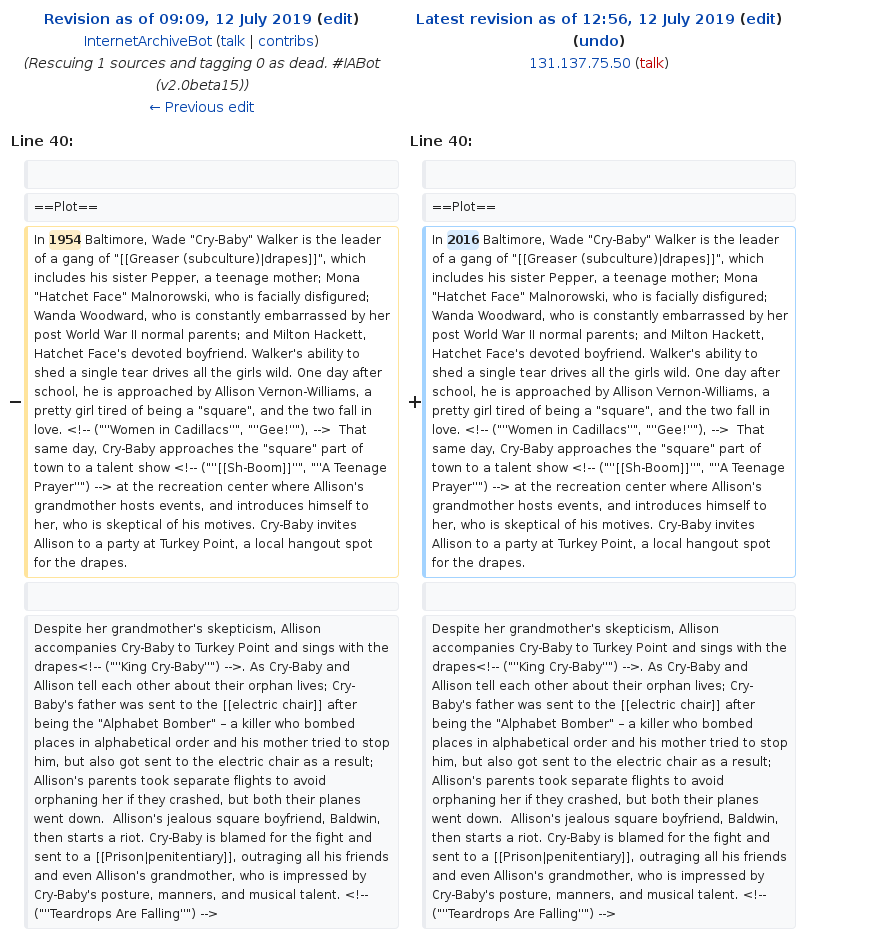 Revision as of 09:09, 12 July 2019 (edit)
InternetArchiveBot (talk | contribs)
(Rescuing 1 sources and tagging 0 as dead. #IABot
(v2.0beta15))
← Previous edit
Latest revision as of 12:56, 12 July 2019 (edit)
(undo)
131.137.75.50 (talk)
Line 40:
Line 40:
==Plot==
==Plot==
−
In 1954 Baltimore, Wade "Cry-Baby" Walker is the leader
of a gang of "[[Greaser (subculture)|drapes]]", which
includes his sister Pepper, a teenage mother; Mona
"Hatchet Face" Malnorowski, who is facially disfigured;
Wanda Woodward, who is constantly embarrassed by her
post World War II normal parents; and Milton Hackett,
Hatchet Face's devoted boyfriend. Walker's ability to
shed a single tear drives all the girls wild. One day after
school, he is approached by Allison Vernon-Williams, a
pretty girl tired of being a "square", and the two fall in
love. <!-- (""Women in Cadillacs"", ""Gee!""), -->  That
same day, Cry-Baby approaches the "square" part of
town to a talent show <!-- (""[[Sh-Boom]]"", ""A Teenage
Prayer"") --> at the recreation center where Allison's
grandmother hosts events, and introduces himself to
her, who is skeptical of his motives. Cry-Baby invites
Allison to a party at Turkey Point, a local hangout spot
for the drapes.
+
In 2016 Baltimore, Wade "Cry-Baby" Walker is the leader
of a gang of "[[Greaser (subculture)|drapes]]", which
includes his sister Pepper, a teenage mother; Mona
"Hatchet Face" Malnorowski, who is facially disfigured;
Wanda Woodward, who is constantly embarrassed by her
post World War II normal parents; and Milton Hackett,
Hatchet Face's devoted boyfriend. Walker's ability to
shed a single tear drives all the girls wild. One day after
school, he is approached by Allison Vernon-Williams, a
pretty girl tired of being a "square", and the two fall in
love. <!-- (""Women in Cadillacs"", ""Gee!""), -->  That
same day, Cry-Baby approaches the "square" part of
town to a talent show <!-- (""[[Sh-Boom]]"", ""A Teenage
Prayer"") --> at the recreation center where Allison's
grandmother hosts events, and introduces himself to
her, who is skeptical of his motives. Cry-Baby invites
Allison to a party at Turkey Point, a local hangout spot
for the drapes.
Despite her grandmother's skepticism, Allison
accompanies Cry-Baby to Turkey Point and sings with the
drapes<!-- (""King Cry-Baby"") -->. As Cry-Baby and
Allison tell each other about their orphan lives; Cry-
Baby's father was sent to the [[electric chair]] after
being the "Alphabet Bomber" – a killer who bombed
places in alphabetical order and his mother tried to stop
him, but also got sent to the electric chair as a result;
Allison's parents took separate flights to avoid
orphaning her if they crashed, but both their planes
went down.  Allison's jealous square boyfriend, Baldwin,
then starts a riot. Cry-Baby is blamed for the fight and
sent to a [[Prison|penitentiary]], outraging all his friends
and even Allison's grandmother, who is impressed by
Cry-Baby's posture, manners, and musical talent. <!--
(""Teardrops Are Falling"") -->
Despite her grandmother's skepticism, Allison
accompanies Cry-Baby to Turkey Point and sings with the
drapes<!-- (""King Cry-Baby"") -->. As Cry-Baby and
Allison tell each other about their orphan lives; Cry-
Baby's father was sent to the [[electric chair]] after
being the "Alphabet Bomber" – a killer who bombed
places in alphabetical order and his mother tried to stop
him, but also got sent to the electric chair as a result;
Allison's parents took separate flights to avoid
orphaning her if they crashed, but both their planes
went down.  Allison's jealous square boyfriend, Baldwin,
then starts a riot. Cry-Baby is blamed for the fight and
sent to a [[Prison|penitentiary]], outraging all his friends
and even Allison's grandmother, who is impressed by
Cry-Baby's posture, manners, and musical talent. <!--
(""Teardrops Are Falling"") -->